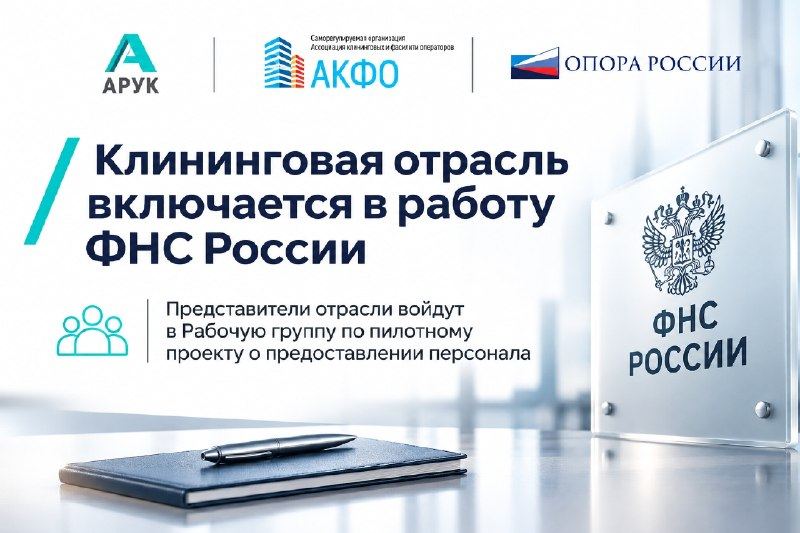 АРУК
Саморегулируемая организация
Ассоциация клининговых и фасилити операторов
АКФО
ОПОРА РОССИИ
Клининговая отрасль
включается в работу
ФНС России
Представители отрасли войдут
в Рабочую группу по пилотному
проекту о предоставлении персонала
ФНС
РОССИИ